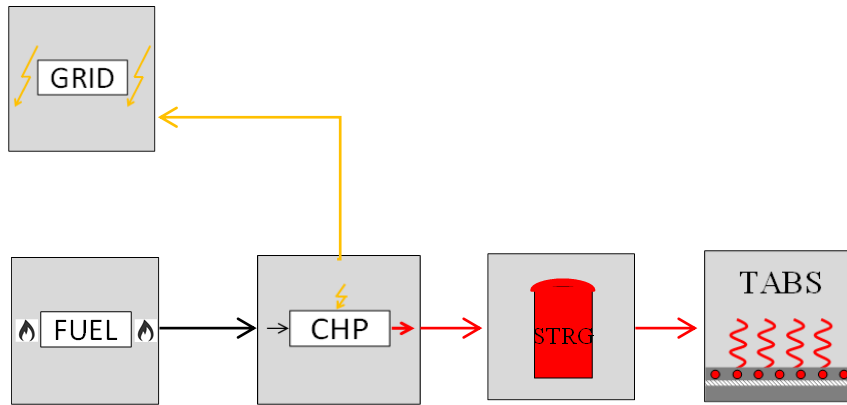 GRID
FUEL
CHP
STRG
TABS